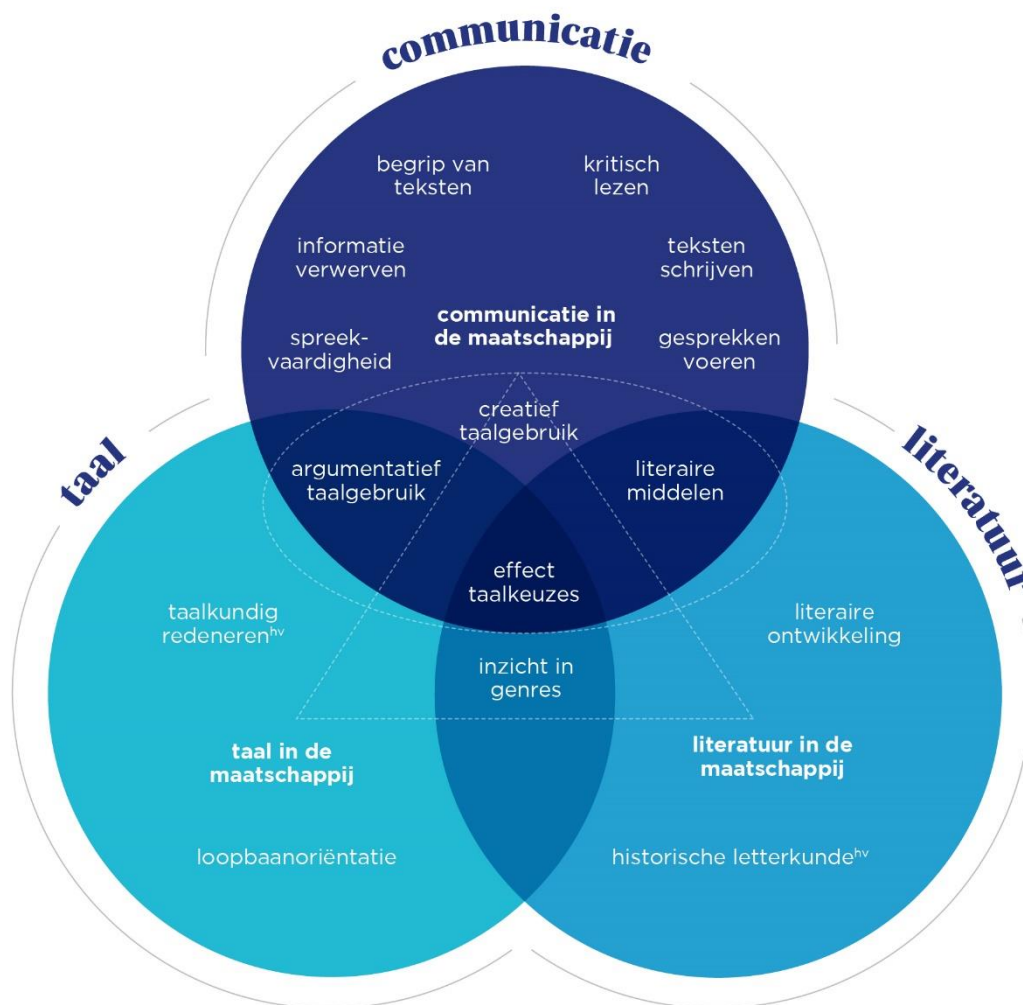 communicatie
begrip van
teksten
kritisch
lezen
informatie
verwerven
teksten
schrijven
communicatie in
de maatschappij
spreek-
vaardigheid
gesprekken
voeren
creatief
taalgebruik
taal
literatuur
argumentatief
taalgebruik
literaire
middelen
effect
taalkeuzes
taalkundig
redenerenʰᵛ
literaire
ontwikkeling
inzicht in
genres
taal in de
maatschappij
literatuur in de
maatschappij
loopbaanoriëntatie
historische letterkundeʰᵛ